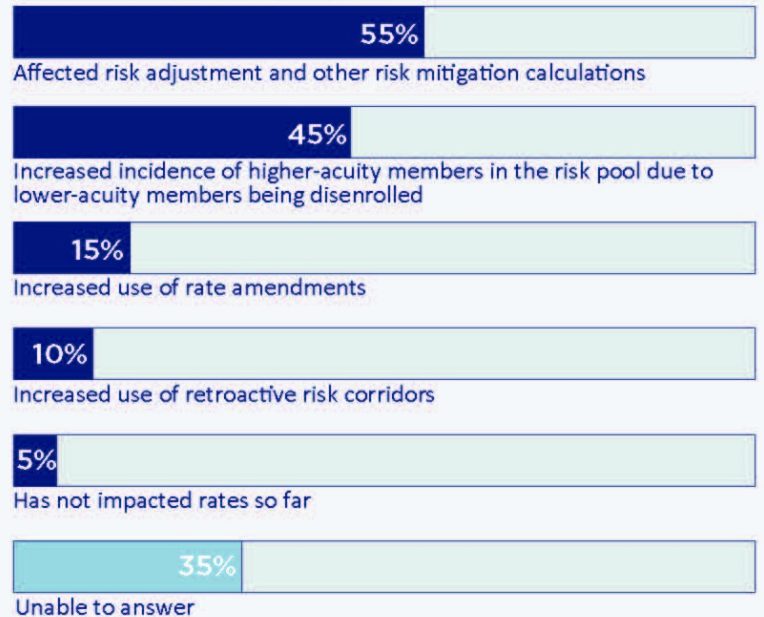 55%
Affected risk adjustment and other risk mitigation calculations
45%
Increased incidence of higher-acuity members in the risk pool due to
lower-acuity members being disenrolled
15%
Increased use of rate amendments
10%
Increased use of retroactive risk corridors
5%
Has not impacted rates so far
35%
Unable to answer